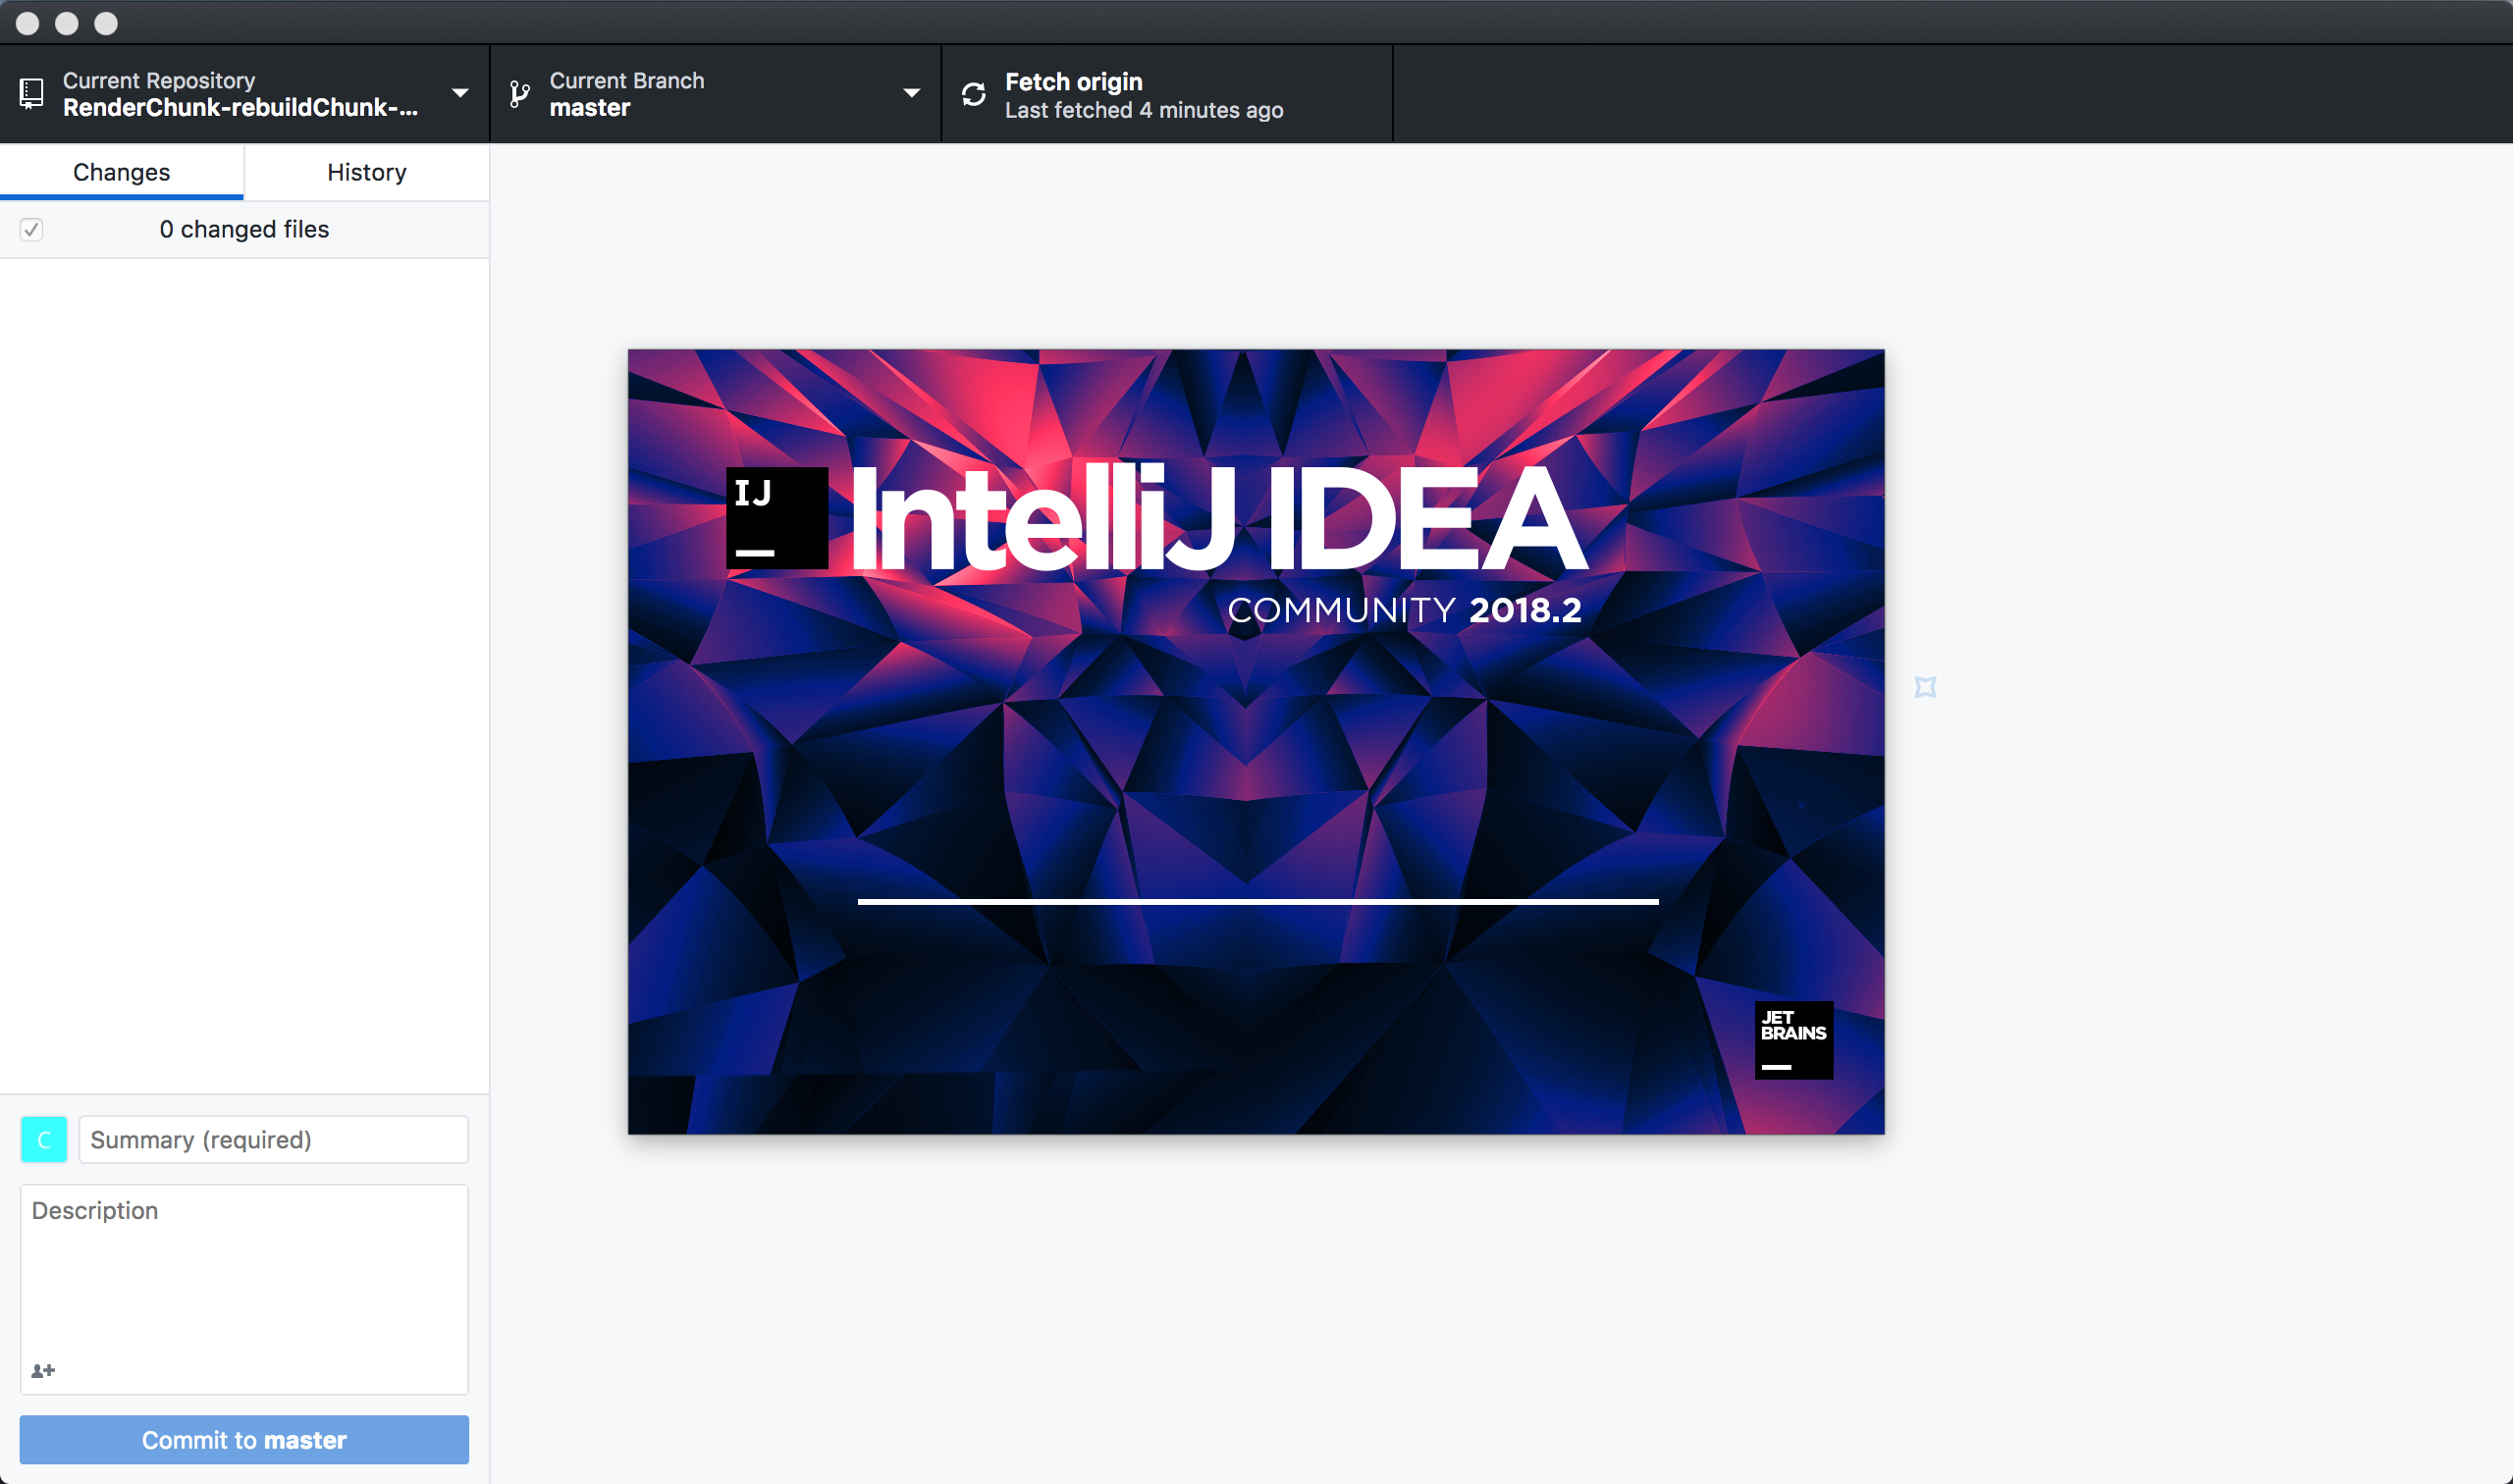 Current Repository
RenderChunk-rebuildChunk-...
Current Branch
master
Fetch origin
Last fetched 4 minutes ago
Changes
History
0 changed files
IJ
IntelliJ IDEA
COMMUNITY 2018.2
JET
BRAINS
C
Summary (required)
Description
Commit to master